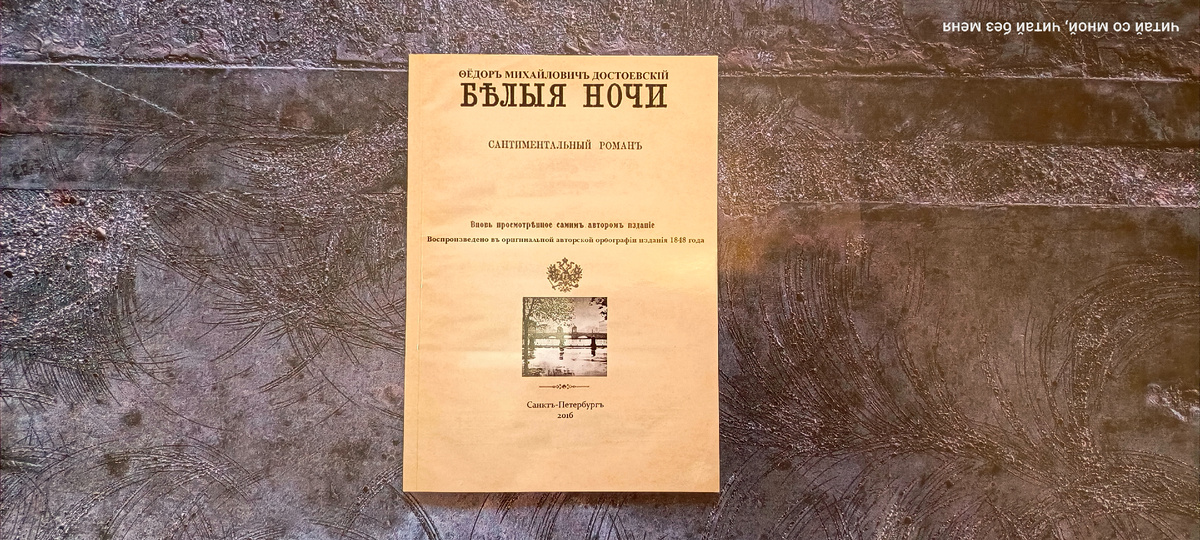 читай со мной, читай без меня
ѲЁДОРЪ МИХАЙЛОВИЧЪ ДОСТОЕВСКІЙ
БѢЛЫЯ НОЧИ
САНТИМЕНТАЛЬНЫЙ РОМАНЪ
Вновь просмотрѣнное самимъ авторомъ изданіе
Воспроизведено въ оригинальной авторской орѳографіи изданія 1848 года
Санктъ-Петербургъ
2016